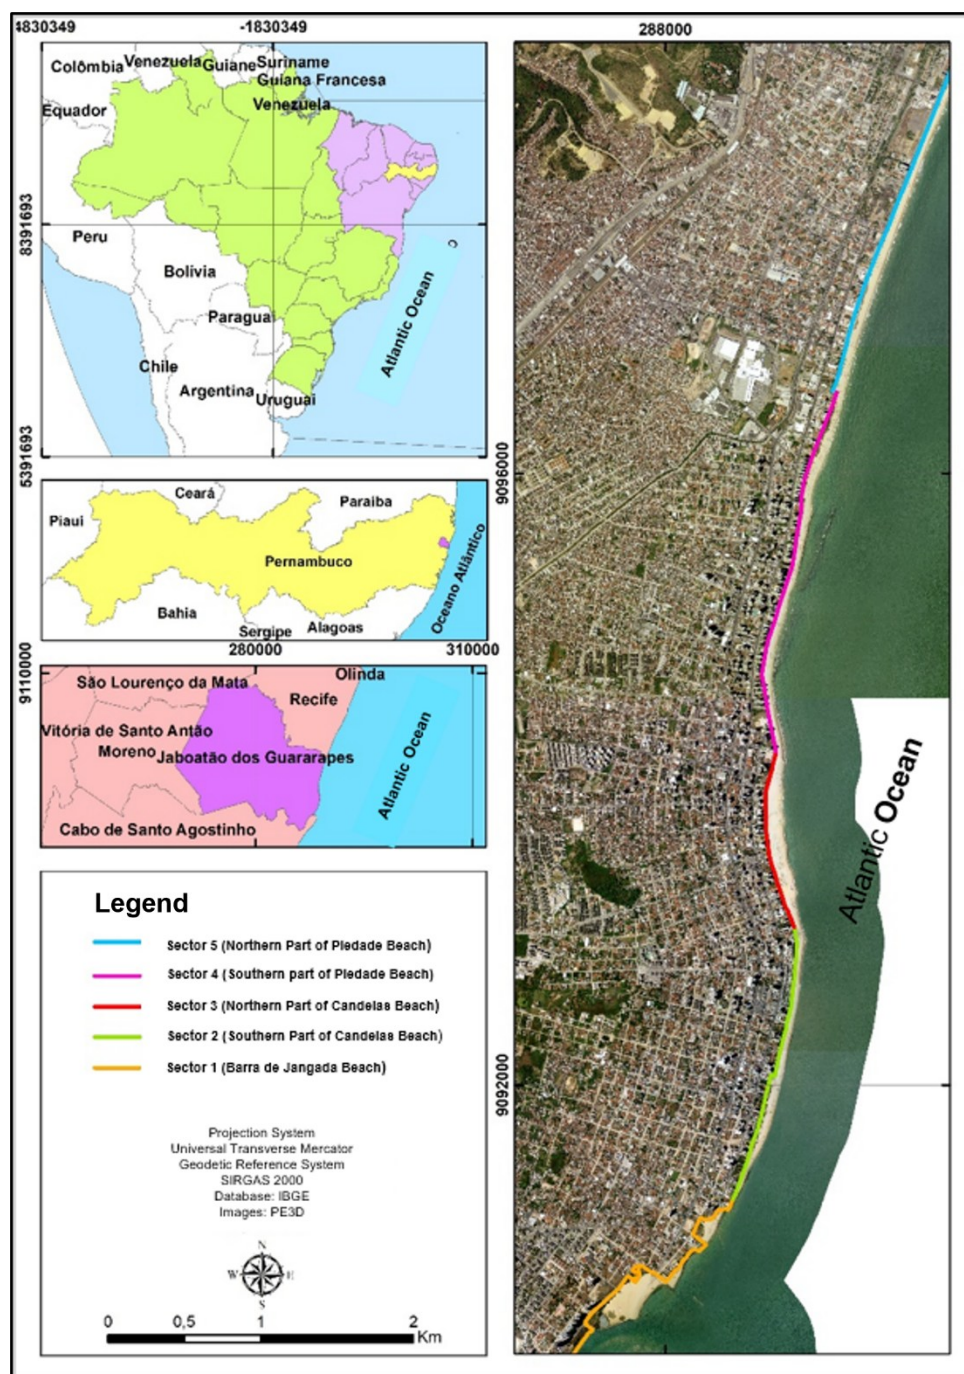 4830349
-1830349
288000
Colômbia
Venezuela
Guiane
Suriname
Guiana Francesa
Venezuela
Equador
8391693
Peru
Bolívia
Paragua
Chile
Argentina
Uruguai
Atlantic Ocean
6391693
Ceará
Paraiba
Piaui
Pernambuco
Bahia
Sergipe
Alagoas
Oceano Atlântico
280000
310000
9110000
São Lourenço da Mata
Olinda
Recife
Vitória de Santo Antão
Moreno
Jaboatão dos Guararapes
Cabo de Santo Agostinho
Atlantic Ocean
9096000
9092000
Atlantic Ocean
Legend
Sector 5 (Northern Part of Piedade Beach)
Sector 4 (Southern part of Piedade Beach)
Sector 3 (Northern Part of Candeias Beach)
Sector 2 (Southern Part of Candeias Beach)
Sector 1 (Barra de Jangada Beach)
Projection System
Universal Transverse Mercator
Geodetic Reference System
SIRGAS 2000
Database: IBGE
Images: PE3D
N
W E
S
0 0,5 1 2
Km